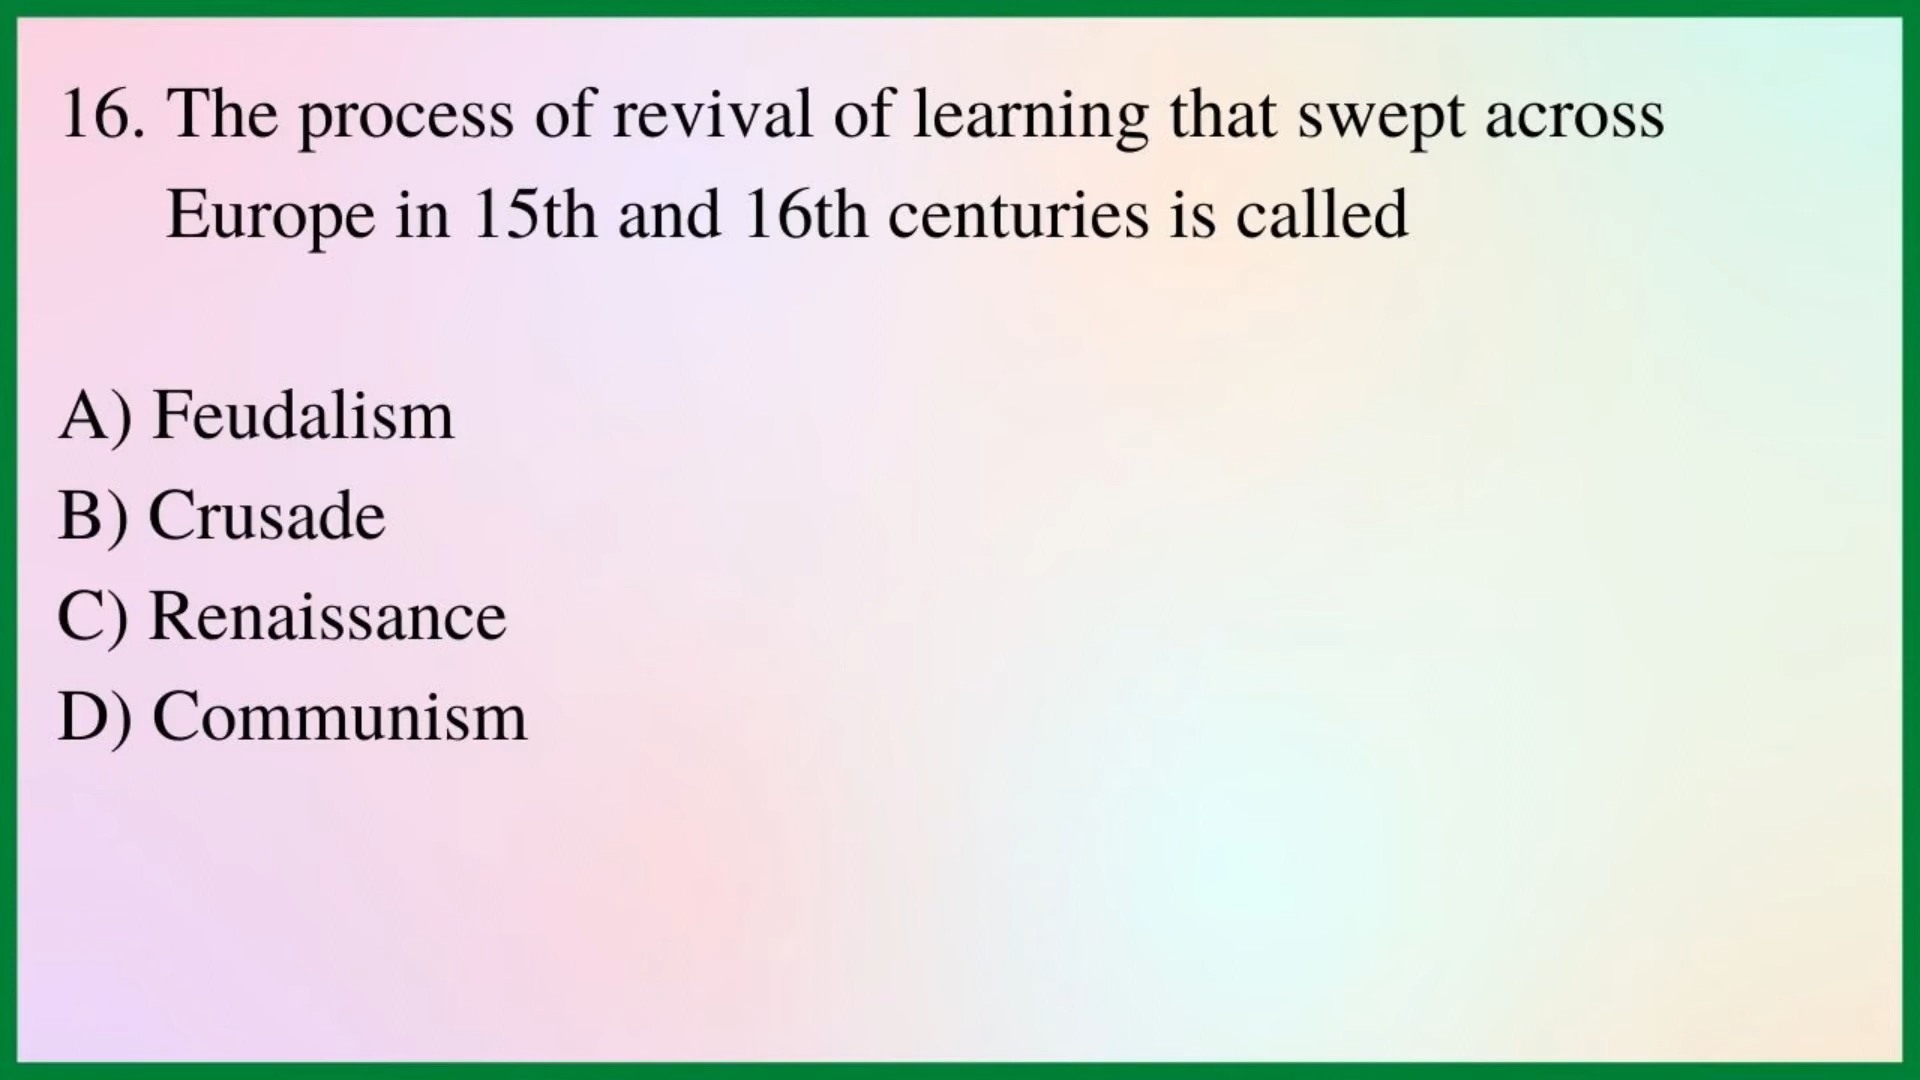 16. The process of revival of learning that swept across
Europe in 15th and 16th centuries is called
A) Feudalism
B) Crusade
C) Renaissance
D) Communism